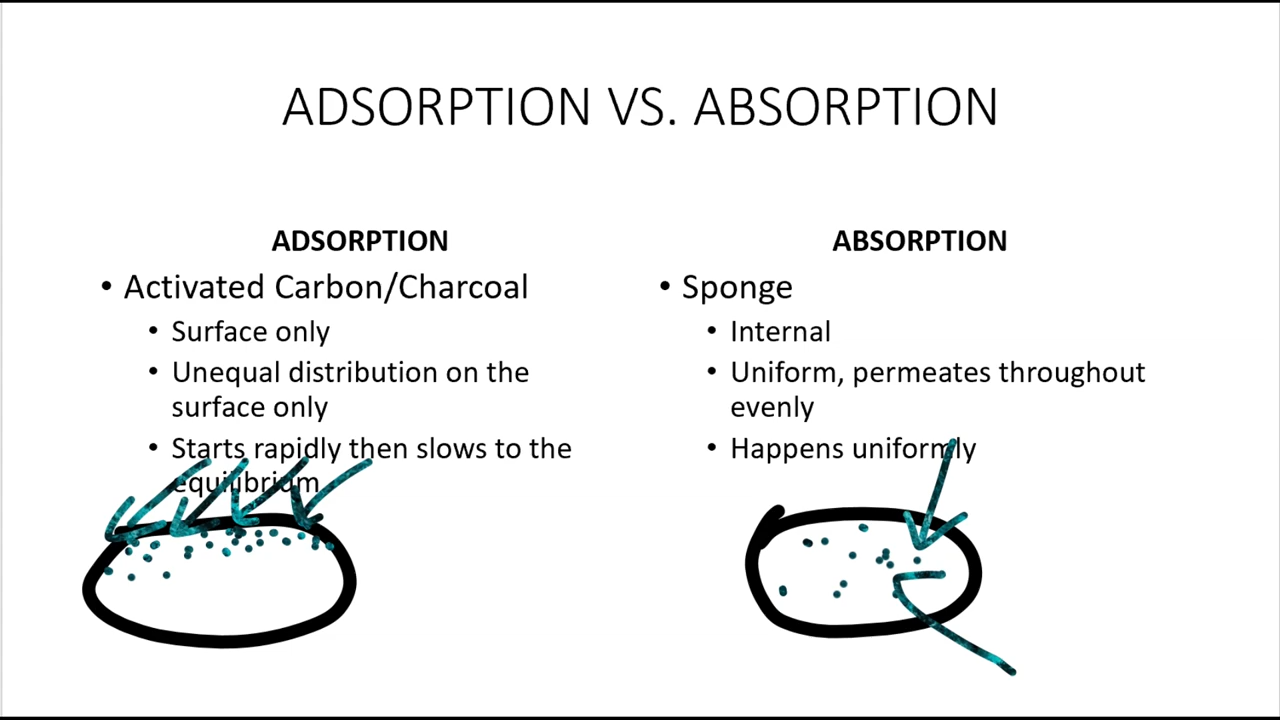 ADSORPTION VS. ABSORPTION
ADSORPTION
• Activated Carbon/Charcoal
• Surface only
• Unequal distribution on the
surface only
• Starts rapidly then slows to the
equilibrium
ABSORPTION
• Sponge
• Internal
• Uniform, permeates throughout
evenly
• Happens uniformly